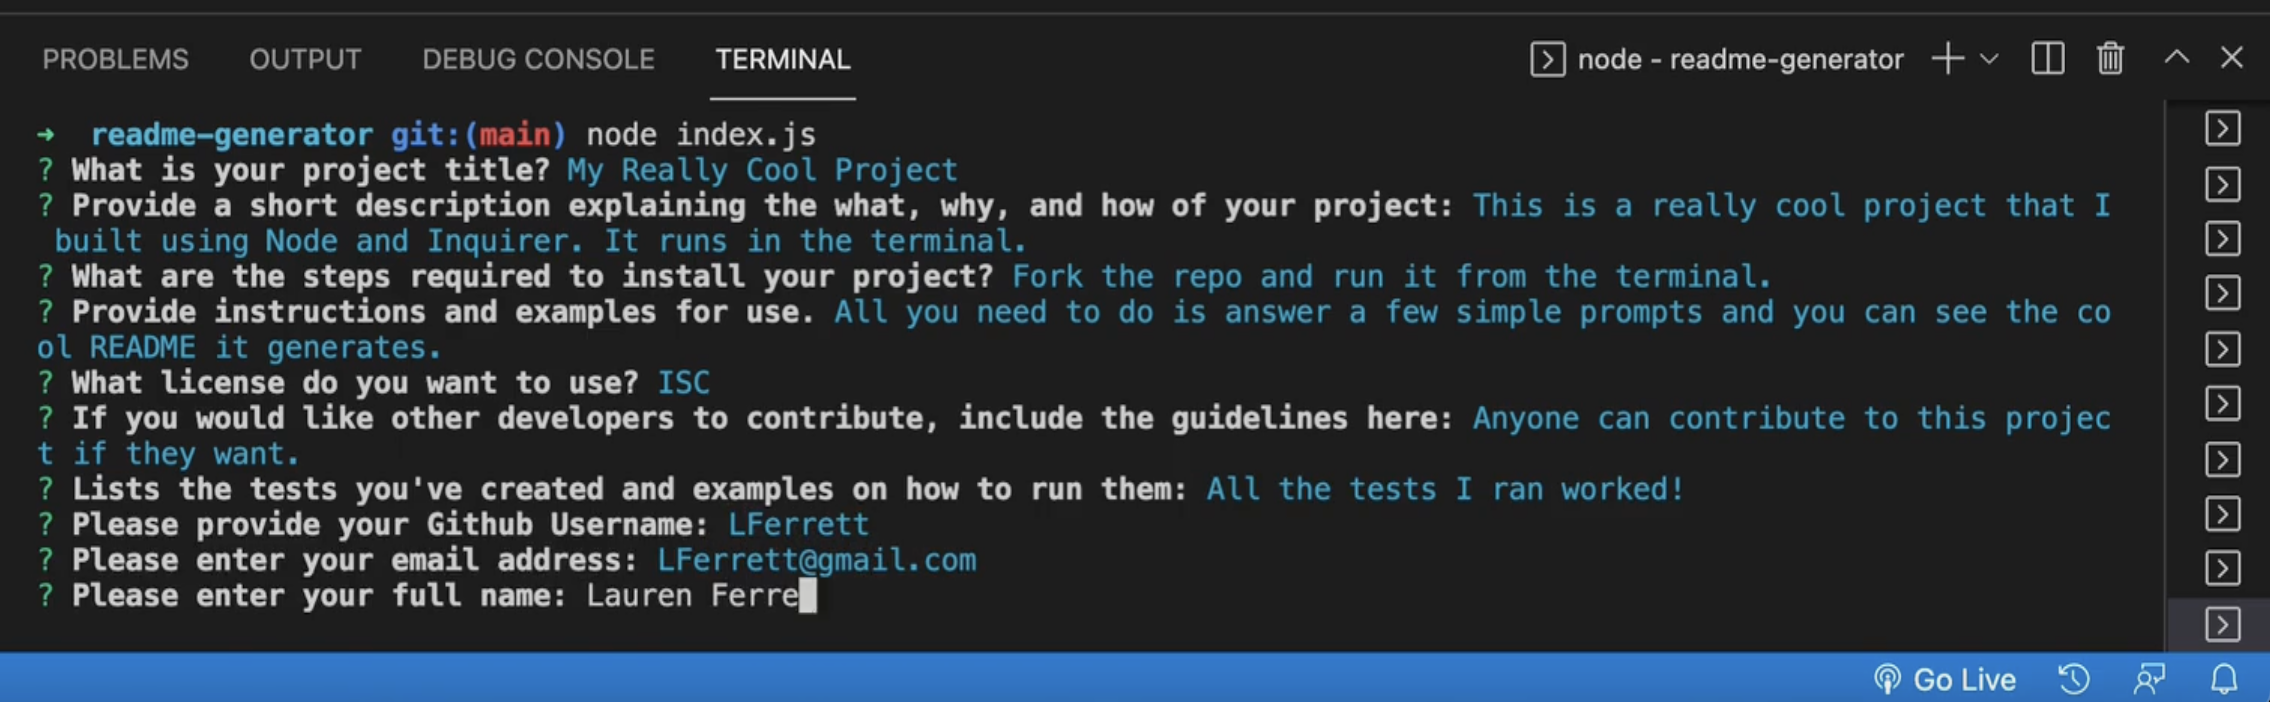 PROBLEMS OUTPUT DEBUG CONSOLE TERMINAL node - readme-generator
➜ readme-generator git:(main) node index.js
? What is your project title? My Really Cool Project
? Provide a short description explaining the what, why, and how of your project: This is a really cool project that I
built using Node and Inquirer. It runs in the terminal.
? What are the steps required to install your project? Fork the repo and run it from the terminal.
? Provide instructions and examples for use. All you need to do is answer a few simple prompts and you can see the co
ol README it generates.
? What license do you want to use? ISC
? If you would like other developers to contribute, include the guidelines here: Anyone can contribute to this projec
t if they want.
? Lists the tests you've created and examples on how to run them: All the tests I ran worked!
? Please provide your Github Username: LFerrett
? Please enter your email address: LFerrett@gmail.com
? Please enter your full name: Lauren Ferre
Go Live